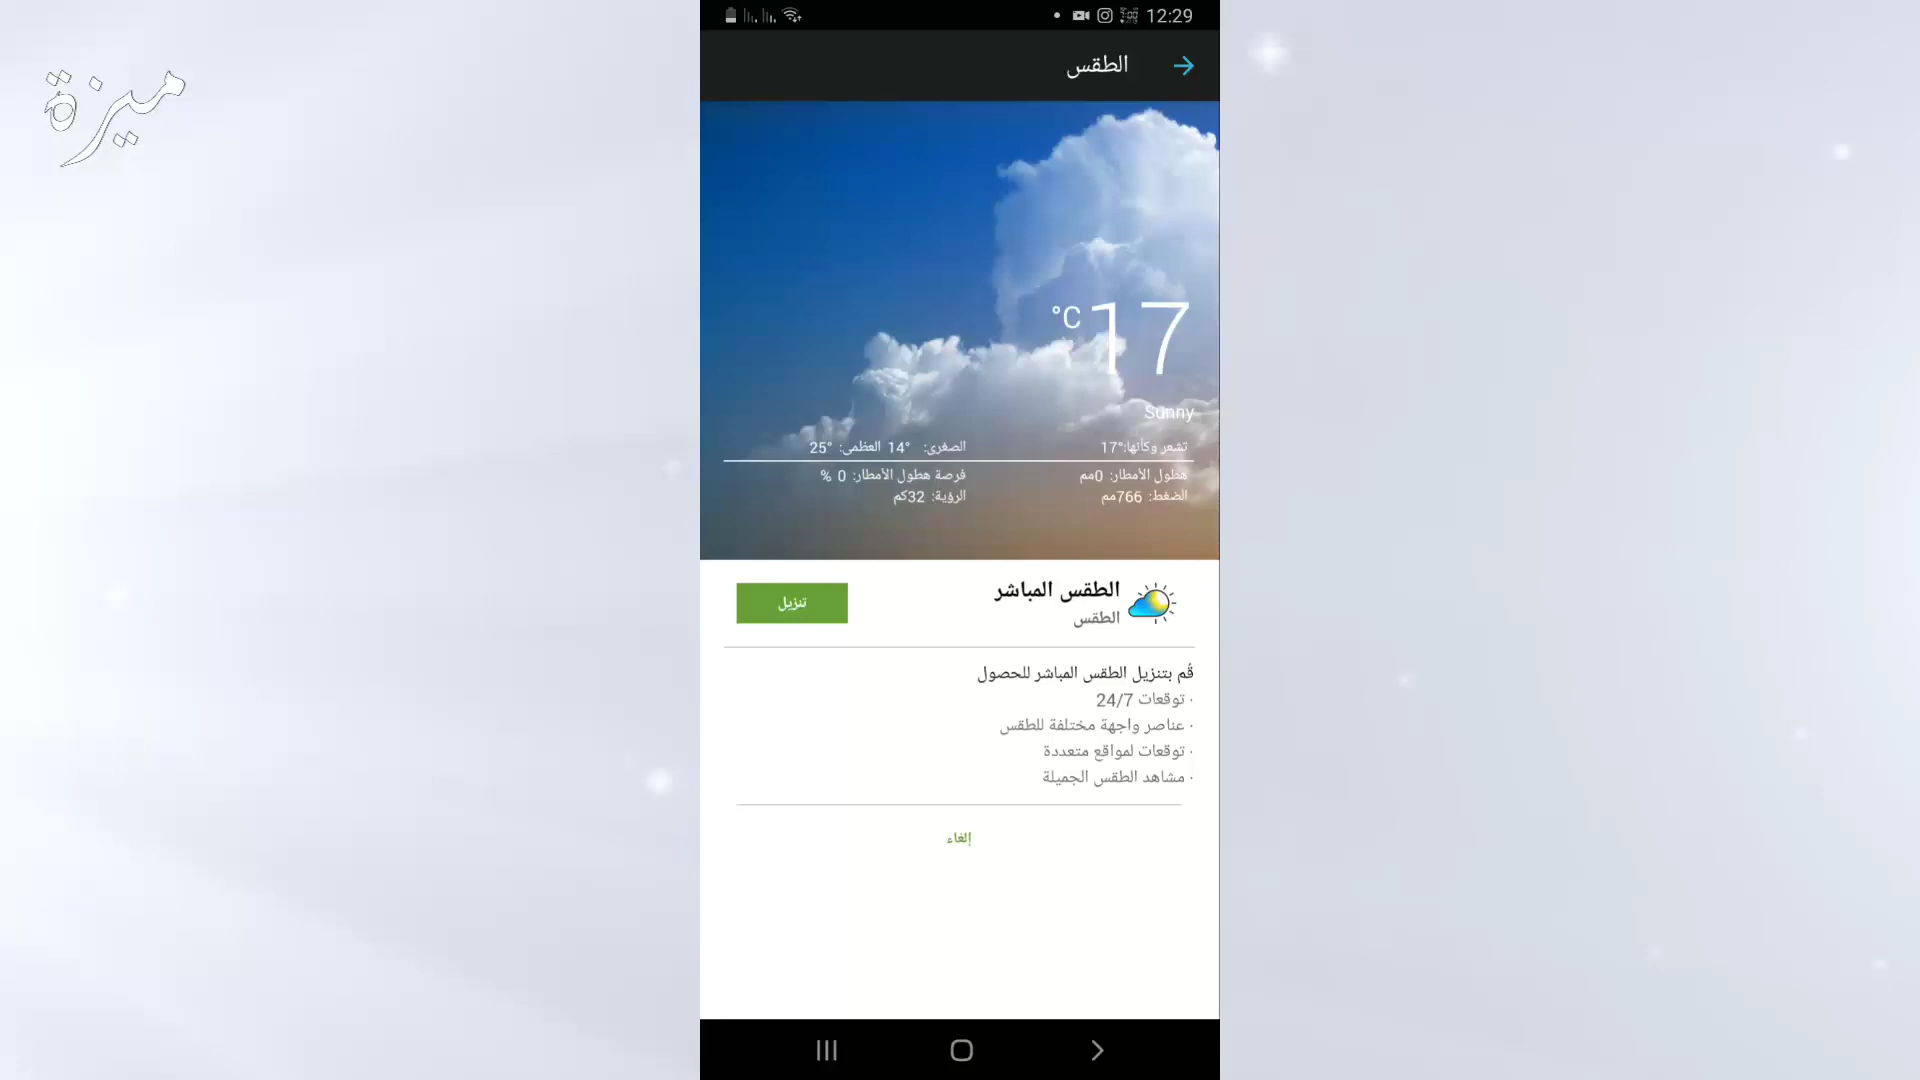 ميزة
12:29
الطقس
17°C
Sunny
تشعر وكأنها:17°
الصغرى: 14° العظمى: 25°
هطول الأمطار: 0مم
فرصة هطول الأمطار: 0 %
الضغط: 766مم
الرؤية: 32كم
الطقس المباشر
الطقس
تنزيل
قُم بتنزيل الطقس المباشر للحصول
· توقعات 24/7
· عناصر واجهة مختلفة للطقس
· توقعات لمواقع متعددة
· مشاهد الطقس الجميلة
إلغاء